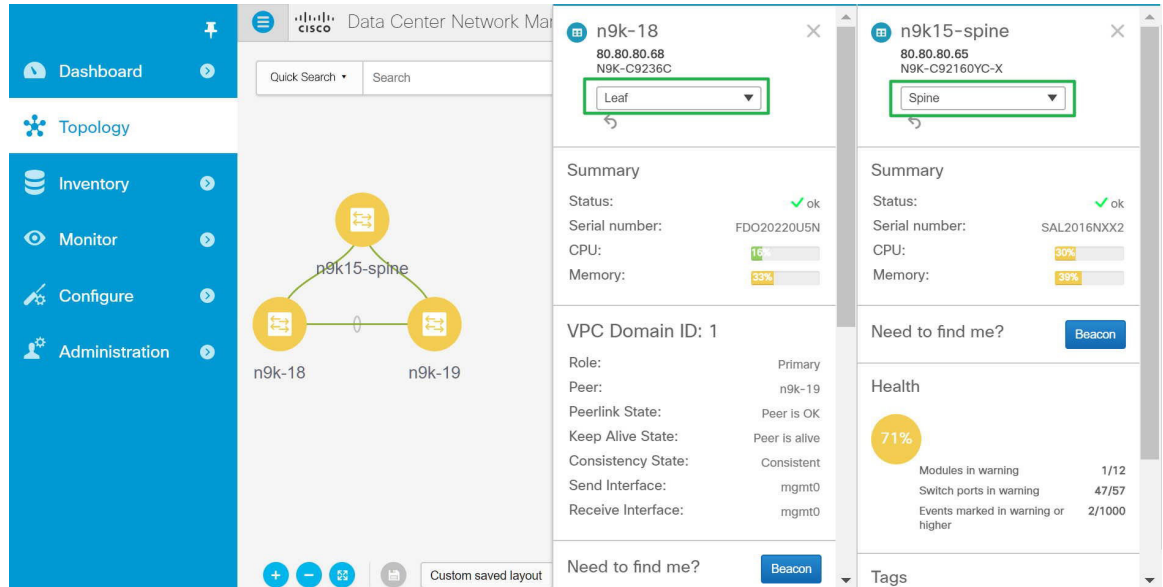 Dashboard
Topology
Inventory
Monitor
Configure
Administration
cisco
Data Center Network Mar
Quick Search
Search
n9k15-spine
n9k-18
n9k-19
Custom saved layout
n9k-18
80.80.80.68
N9K-C9236C
Leaf
Summary
Status: ok
Serial number: FDO20220U5N
CPU: 16%
Memory: 33%
VPC Domain ID: 1
Role: Primary
Peer: n9k-19
Peerlink State: Peer is OK
Keep Alive State: Peer is alive
Consistency State: Consistent
Send Interface: mgmt0
Receive Interface: mgmt0
Need to find me? Beacon
n9k15-spine
80.80.80.65
N9K-C92160YC-X
Spine
Summary
Status: ok
Serial number: SAL2016NXX2
CPU: 30%
Memory: 39%
Need to find me? Beacon
Health
71%
Modules in warning 1/12
Switch ports in warning 47/57
Events marked in warning or 2/1000
higher
Tags